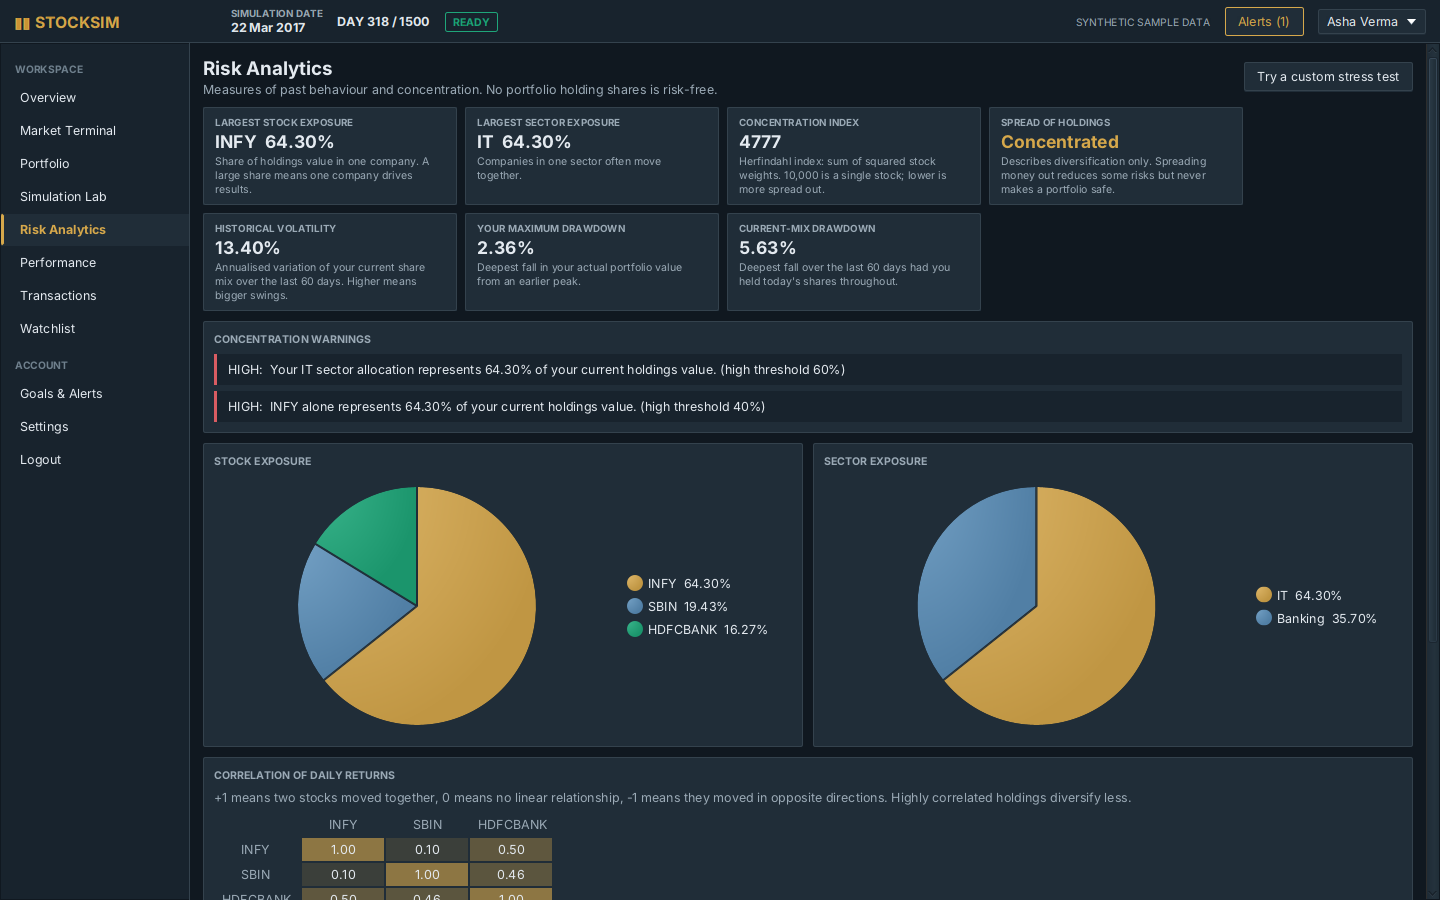 STOCKSIM
SIMULATION DATE
22 Mar 2017
DAY 318 / 1500
READY
SYNTHETIC SAMPLE DATA
Alerts (1)
Asha Verma
WORKSPACE
Overview
Market Terminal
Portfolio
Simulation Lab
Risk Analytics
Performance
Transactions
Watchlist
ACCOUNT
Goals & Alerts
Settings
Logout
Risk Analytics
Measures of past behaviour and concentration. No portfolio holding shares is risk-free.
Try a custom stress test
LARGEST STOCK EXPOSURE
INFY 64.30%
Share of holdings value in one company. A
large share means one company drives
results.
LARGEST SECTOR EXPOSURE
IT 64.30%
Companies in one sector often move
together.
CONCENTRATION INDEX
4777
Herfindahl index: sum of squared stock
weights. 10,000 is a single stock; lower is
more spread out.
SPREAD OF HOLDINGS
Concentrated
Describes diversification only. Spreading
money out reduces some risks but never
makes a portfolio safe.
HISTORICAL VOLATILITY
13.40%
Annualised variation of your current share
mix over the last 60 days. Higher means
bigger swings.
YOUR MAXIMUM DRAWDOWN
2.36%
Deepest fall in your actual portfolio value
from an earlier peak.
CURRENT-MIX DRAWDOWN
5.63%
Deepest fall over the last 60 days had you
held today's shares throughout.
CONCENTRATION WARNINGS
HIGH: Your IT sector allocation represents 64.30% of your current holdings value. (high threshold 60%)
HIGH: INFY alone represents 64.30% of your current holdings value. (high threshold 40%)
STOCK EXPOSURE
INFY 64.30%
SBIN 19.43%
HDFCBANK 16.27%
SECTOR EXPOSURE
IT 64.30%
Banking 35.70%
CORRELATION OF DAILY RETURNS
+1 means two stocks moved together, 0 means no linear relationship, -1 means they moved in opposite directions. Highly correlated holdings diversify less.
INFY SBIN HDFCBANK
INFY 1.00 0.10 0.50
SBIN 0.10 1.00 0.46
HDFCBANK 0.50 0.46 1.00